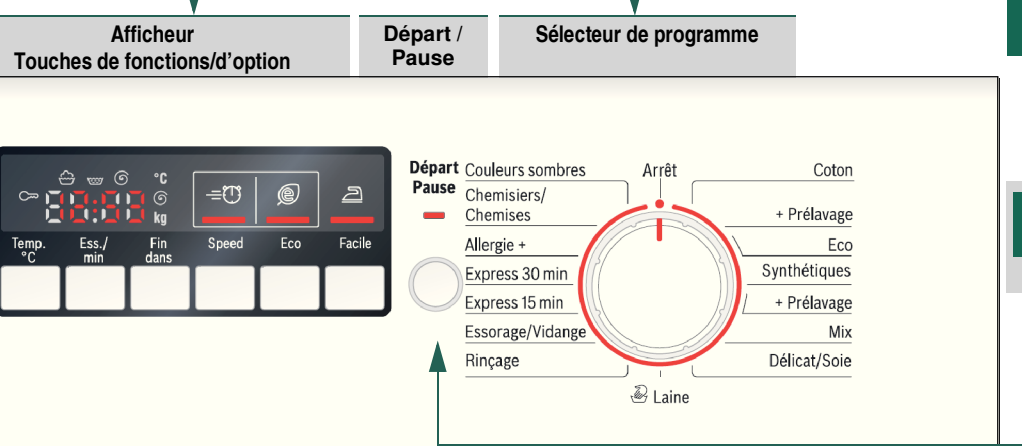 Afficheur
Touches de fonctions/d’option
Départ /
Pause
Sélecteur de programme
°C
kg
Temp.
°C
Ess./
min
Fin
dans
Speed
Eco
Facile
Départ
Pause
Couleurs sombres
Chemisiers/
Chemises
Allergie +
Express 30 min
Express 15 min
Essorage/Vidange
Rinçage
Arrêt
Laine
Coton
+ Prélavage
Eco
Synthétiques
+ Prélavage
Mix
Délicat/Soie